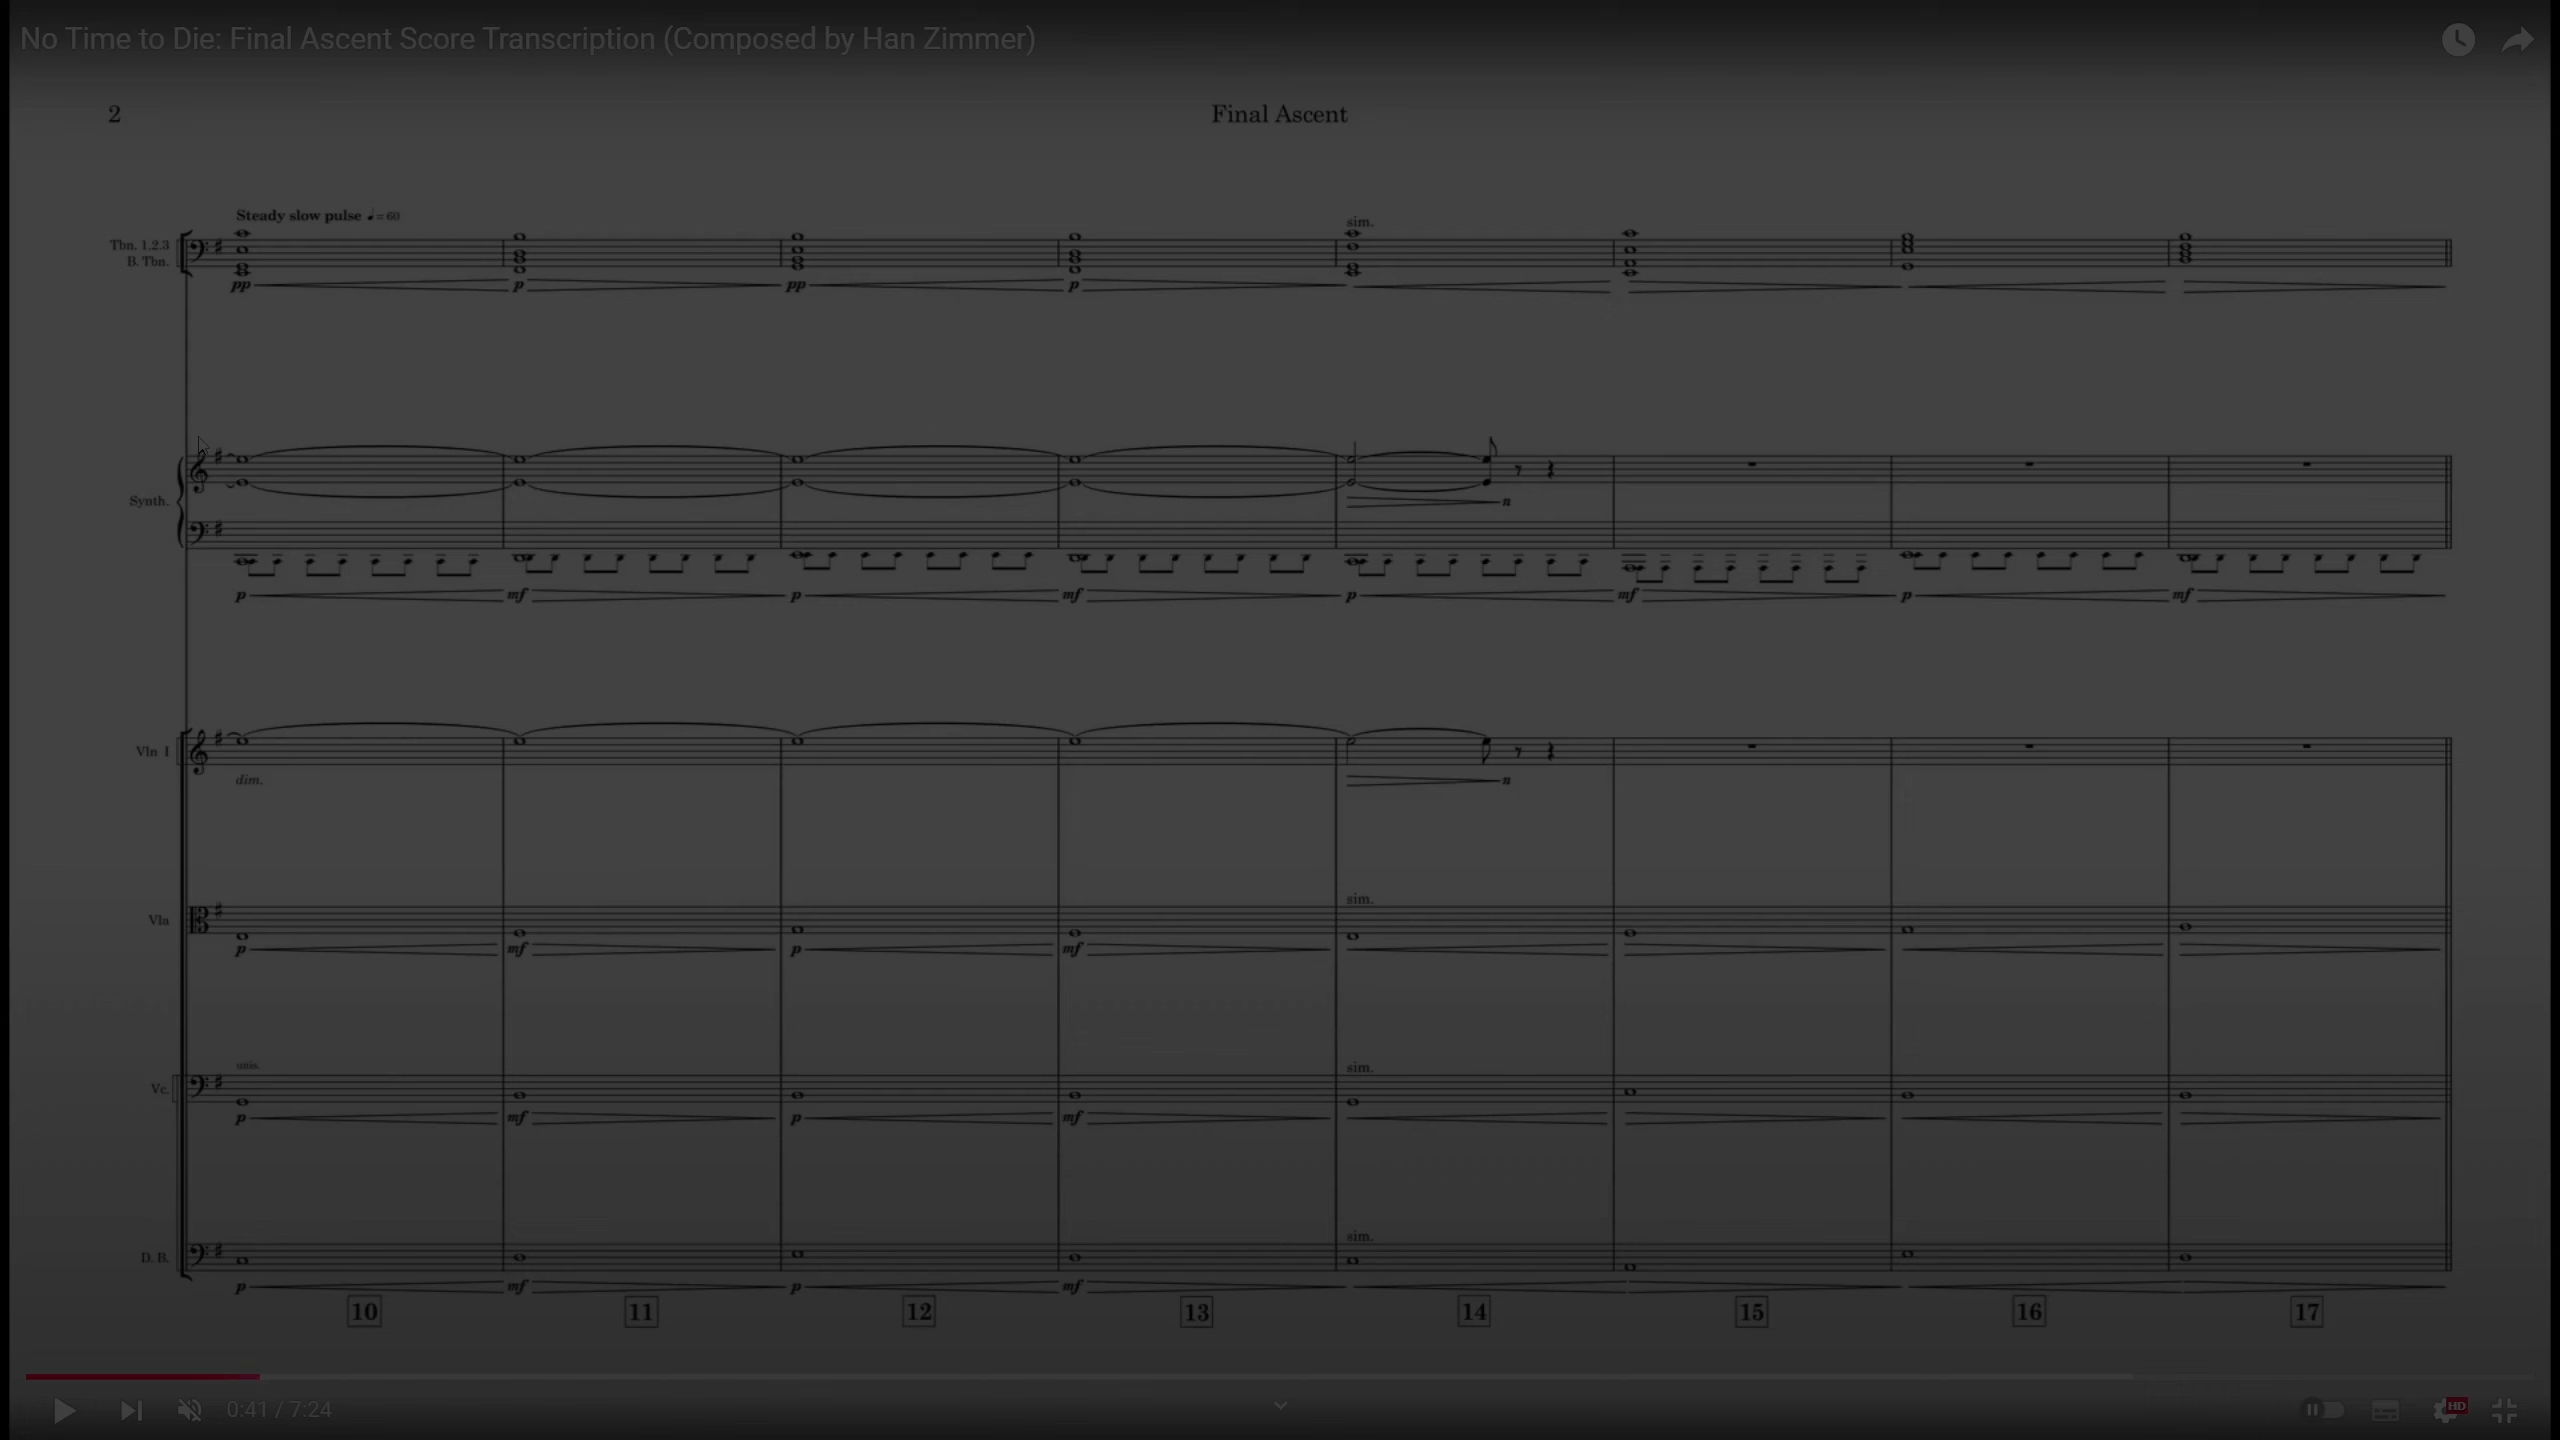 No Time to Die: Final Ascent Score Transcription (Composed by Han Zimmer)
2
Final Ascent
Steady slow pulse ♩=60
sim.
Tbn. 1.2.3
B. Tbn.
pp p pp p
Synth.
n
p mf p mf p mf p mf
Vln I
dim.
n
sim.
Vla
p mf p mf
unis.
sim.
Vc.
p mf p mf
sim.
D. B.
p mf p mf
10 11 12 13 14 15 16 17
0:41 / 7:24
HD